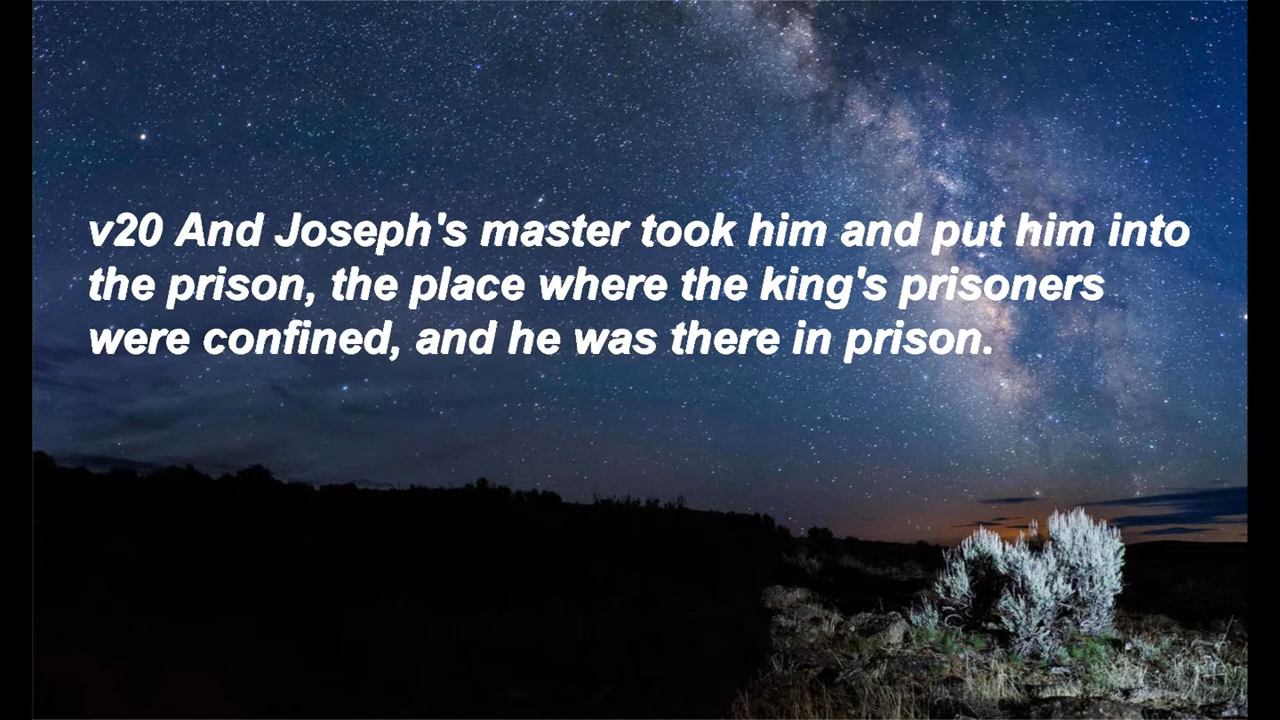 v20 And Joseph's master took him and put him into
the prison, the place where the king's prisoners
were confined, and he was there in prison.